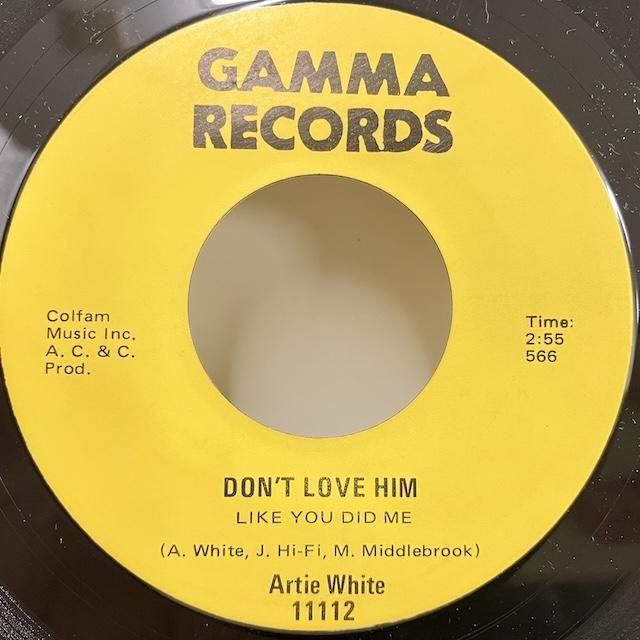 GAMMA
RECORDS
Colfam
Music Inc.
A. C. & C.
Prod.
Time:
2:55
566
DON'T LOVE HIM
LIKE YOU DiD ME
(A. White, J. Hi-Fi, M. Middlebrook)
Artie White
11112